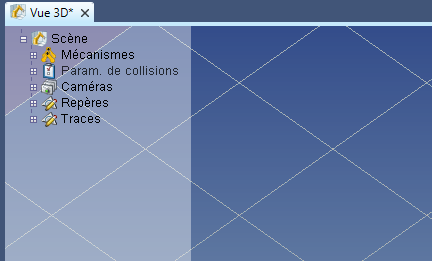 Vue 3D*
Scène
Mécanismes
Param. de collisions
Caméras
Repères
Traces